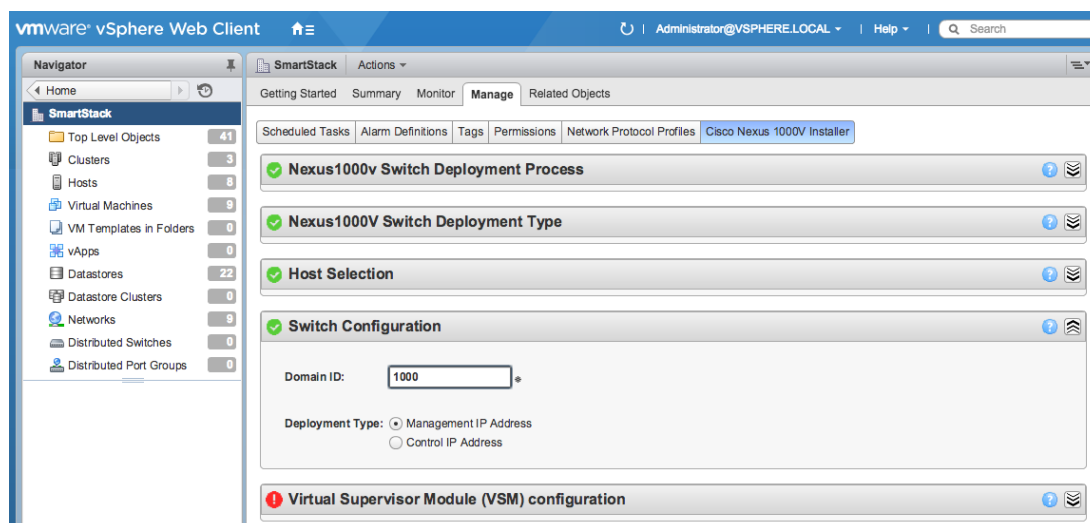 vmware® vSphere Web Client
Administrator@VSPHERE.LOCAL
Help
Search
Navigator
Home
SmartStack
Top Level Objects 41
Clusters 3
Hosts 8
Virtual Machines 9
VM Templates in Folders 0
vApps 0
Datastores 22
Datastore Clusters 0
Networks 9
Distributed Switches 0
Distributed Port Groups 0
SmartStack Actions
Getting Started Summary Monitor Manage Related Objects
Scheduled Tasks Alarm Definitions Tags Permissions Network Protocol Profiles Cisco Nexus 1000V Installer
Nexus1000v Switch Deployment Process
Nexus1000V Switch Deployment Type
Host Selection
Switch Configuration
Domain ID: 1000 *
Deployment Type: Management IP Address
Control IP Address
Virtual Supervisor Module (VSM) configuration